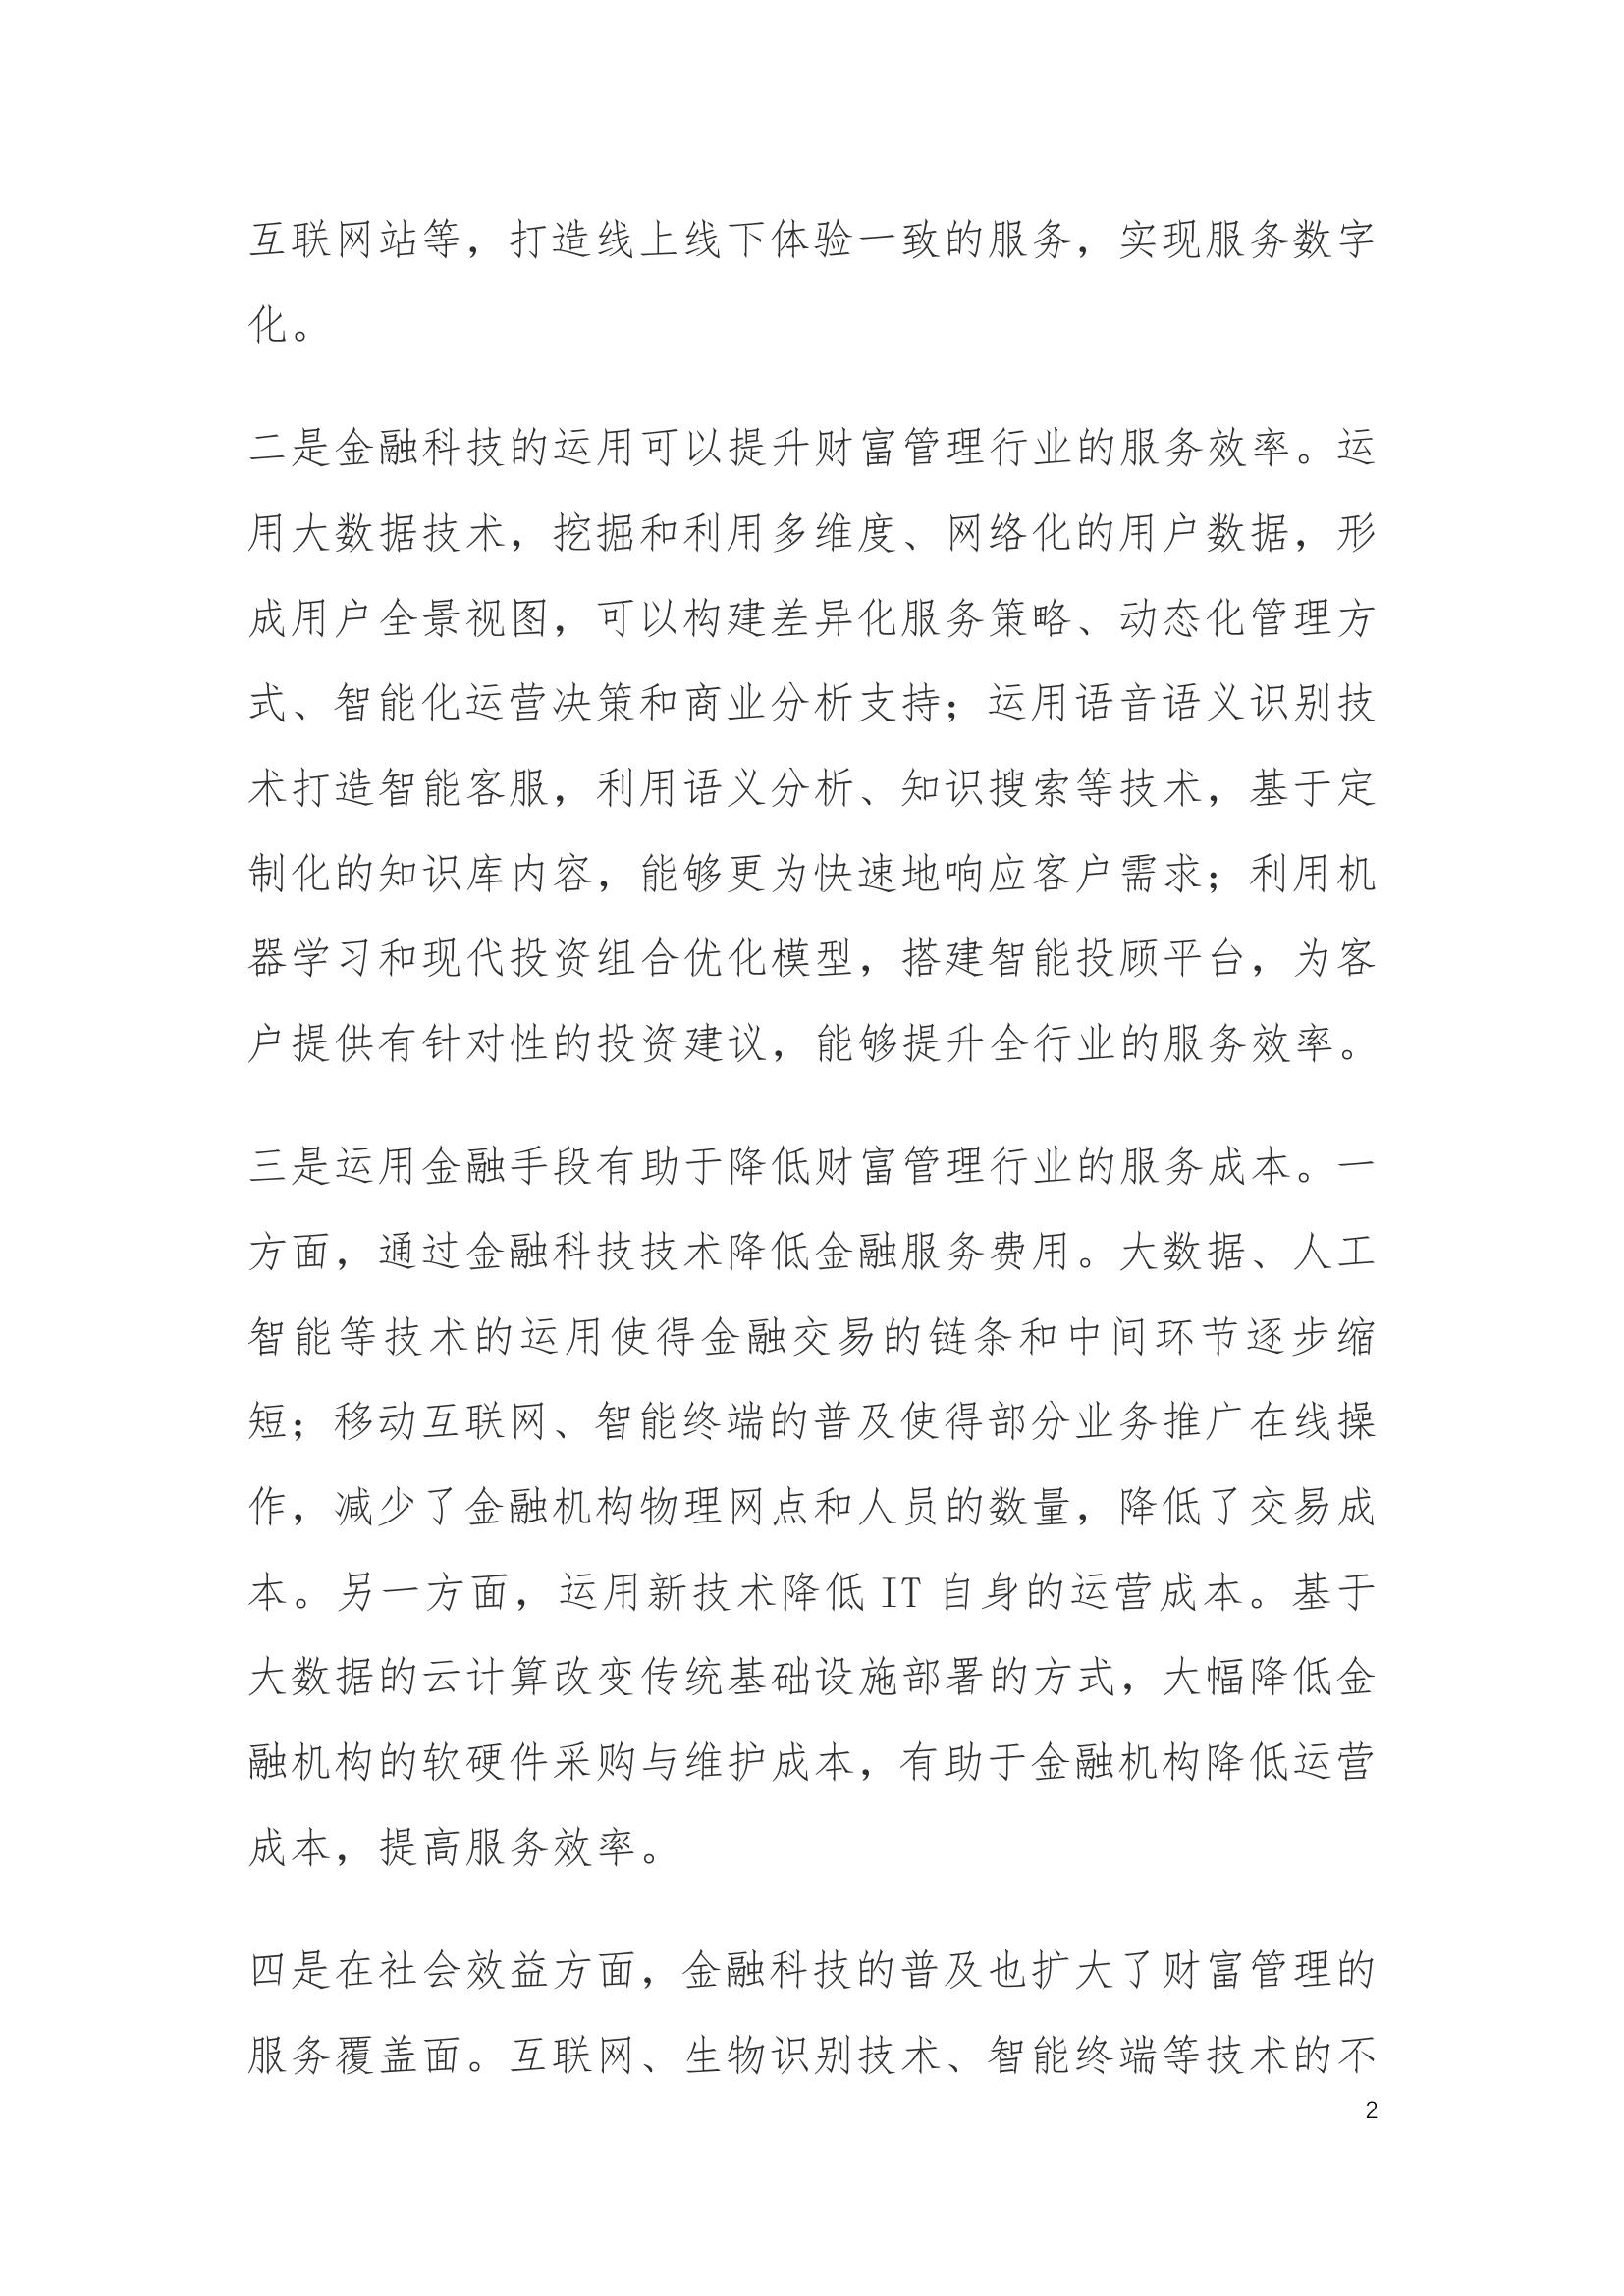 互联网站等，打造线上线下体验一致的服务，实现服务数字
化。
二是金融科技的运用可以提升财富管理行业的服务效率。运
用大数据技术，挖掘和利用多维度、网络化的用户数据，形
成用户全景视图，可以构建差异化服务策略、动态化管理方
式、智能化运营决策和商业分析支持；运用语音语义识别技
术打造智能客服，利用语义分析、知识搜索等技术，基于定
制化的知识库内容，能够更为快速地响应客户需求；利用机
器学习和现代投资组合优化模型，搭建智能投顾平台，为客
户提供有针对性的投资建议，能够提升全行业的服务效率。
三是运用金融手段有助于降低财富管理行业的服务成本。一
方面，通过金融科技技术降低金融服务费用。大数据、人工
智能等技术的运用使得金融交易的链条和中间环节逐步缩
短；移动互联网、智能终端的普及使得部分业务推广在线操
作，减少了金融机构物理网点和人员的数量，降低了交易成
本。另一方面，运用新技术降低 IT 自身的运营成本。基于
大数据的云计算改变传统基础设施部署的方式，大幅降低金
融机构的软硬件采购与维护成本，有助于金融机构降低运营
成本，提高服务效率。
四是在社会效益方面，金融科技的普及也扩大了财富管理的
服务覆盖面。互联网、生物识别技术、智能终端等技术的不
2